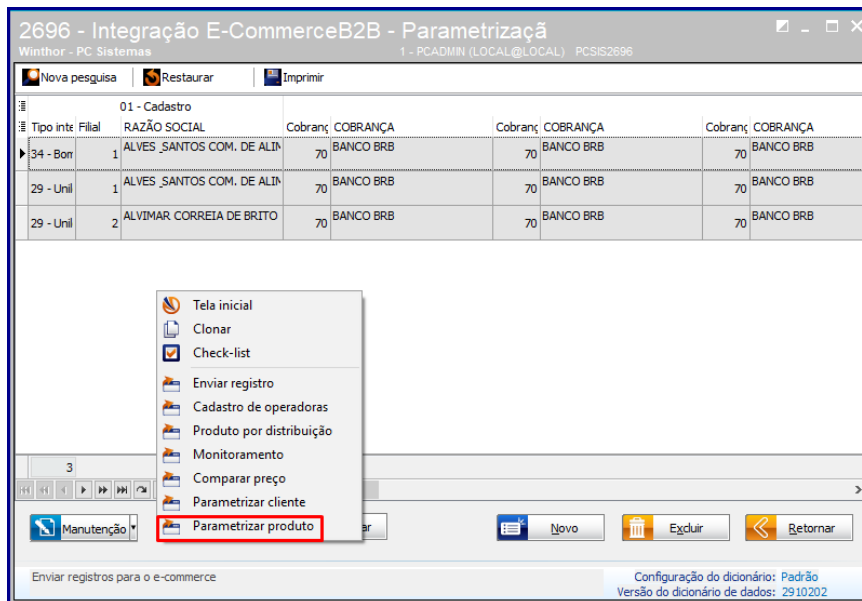 2696 - Integração E-CommerceB2B - Parametrizaçã
Winthor - PC Sistemas 1 - PCADMIN (LOCAL@LOCAL) PCSIS2696
Nova pesquisa Restaurar Imprimir
01 - Cadastro
Tipo inte Filial RAZÃO SOCIAL Cobranç COBRANÇA Cobranç COBRANÇA Cobranç COBRANÇA
34 - Bom 1 ALVES_SANTOS COM. DE ALIN 70 BANCO BRB 70 BANCO BRB 70 BANCO BRB
29 - Unil 1 ALVES_SANTOS COM. DE ALIN 70 BANCO BRB 70 BANCO BRB 70 BANCO BRB
29 - Unil 2 ALVIMAR CORREIA DE BRITO 70 BANCO BRB 70 BANCO BRB 70 BANCO BRB
Tela inicial
Clonar
Check-list
Enviar registro
Cadastro de operadoras
Produto por distribuição
Monitoramento
Comparar preço
Parametrizar cliente
Parametrizar produto
3
Manutenção ar Novo Excluir Retornar
Enviar registros para o e-commerce
Configuração do dicionário: Padrão
Versão do dicionário de dados: 2910202